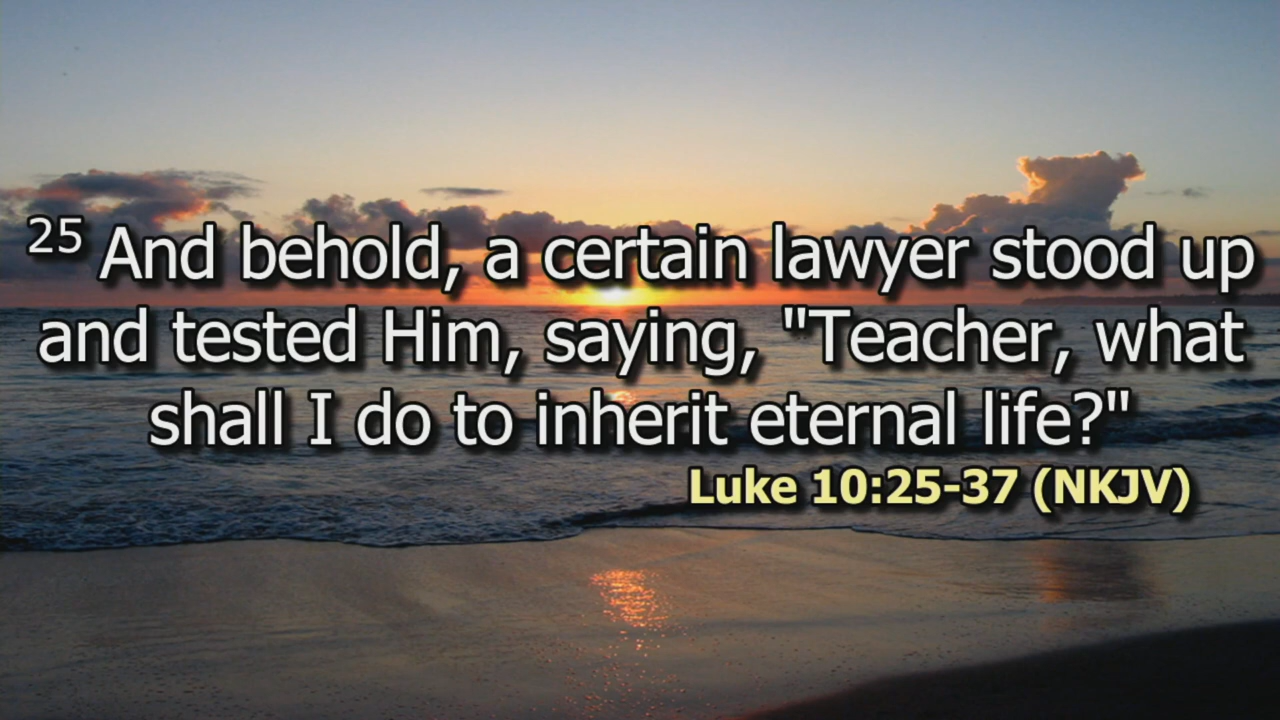 25 And behold, a certain lawyer stood up
and tested Him, saying, "Teacher, what
shall I do to inherit eternal life?"
Luke 10:25-37 (NKJV)